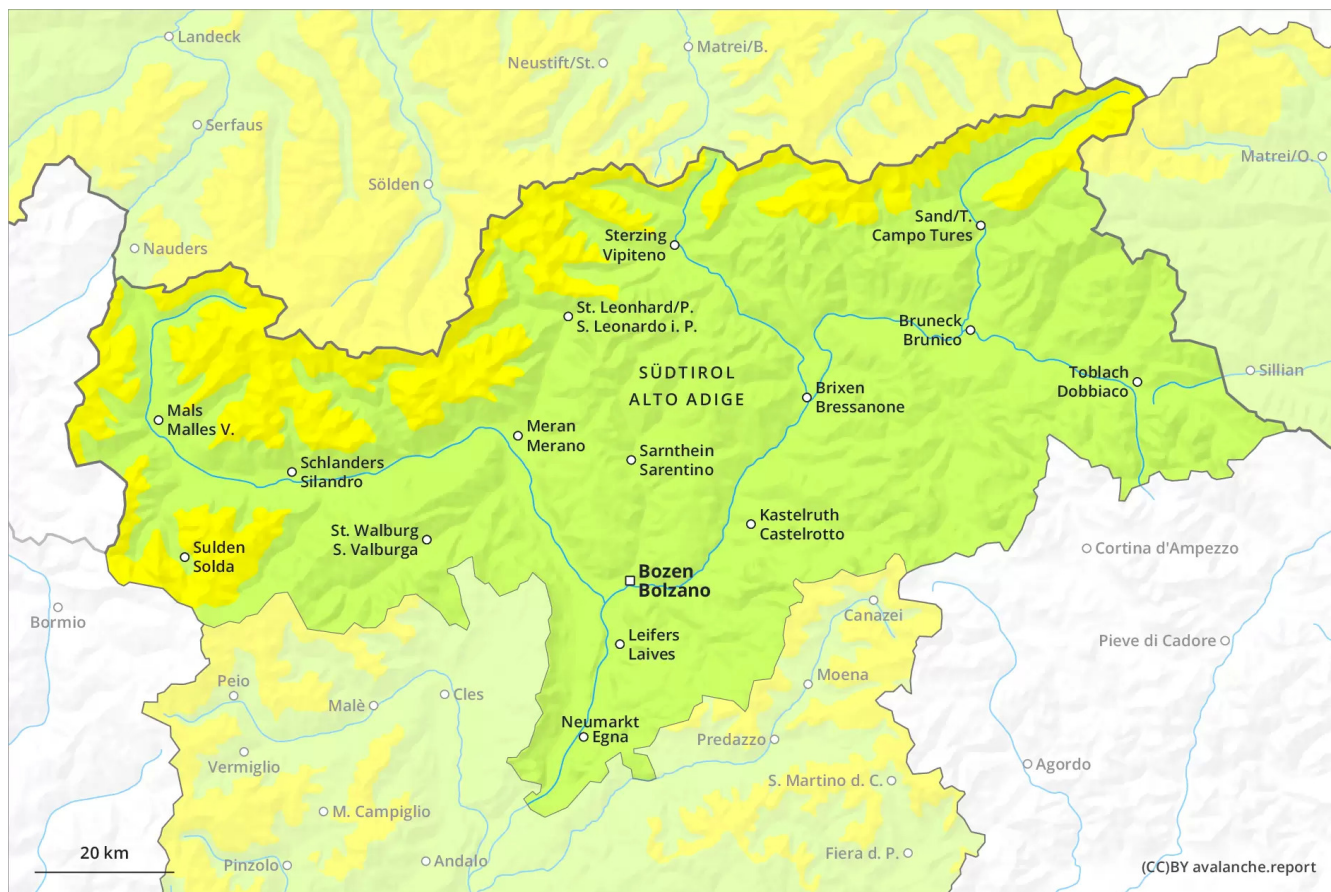 Landeck
Matrei/B.
Neustift/St.
Serfaus
Matrei/O.
Sölden
Sand/T.
Campo Tures
Sterzing
Vipiteno
Nauders
St. Leonhard/P.
S. Leonardo i. P.
Bruneck
Brunico
SÜDTIROL
ALTO ADIGE
Toblach
Dobbiaco
Sillian
Brixen
Bressanone
Mals
Malles V.
Meran
Merano
Sarnthein
Sarentino
Schlanders
Silandro
Kastelruth
Castelrotto
St. Walburg
S. Valburga
Sulden
Solda
Cortina d'Ampezzo
Bozen
Bolzano
Bormio
Canazei
Leifers
Laives
Pieve di Cadore
Peio
Moena
Malè
Cles
Neumarkt
Egna
Predazzo
Vermiglio
Agordo
S. Martino d. C.
M. Campiglio
20 km
Pinzolo
Andalo
Fiera d. P.
(CC)BY avalanche.report